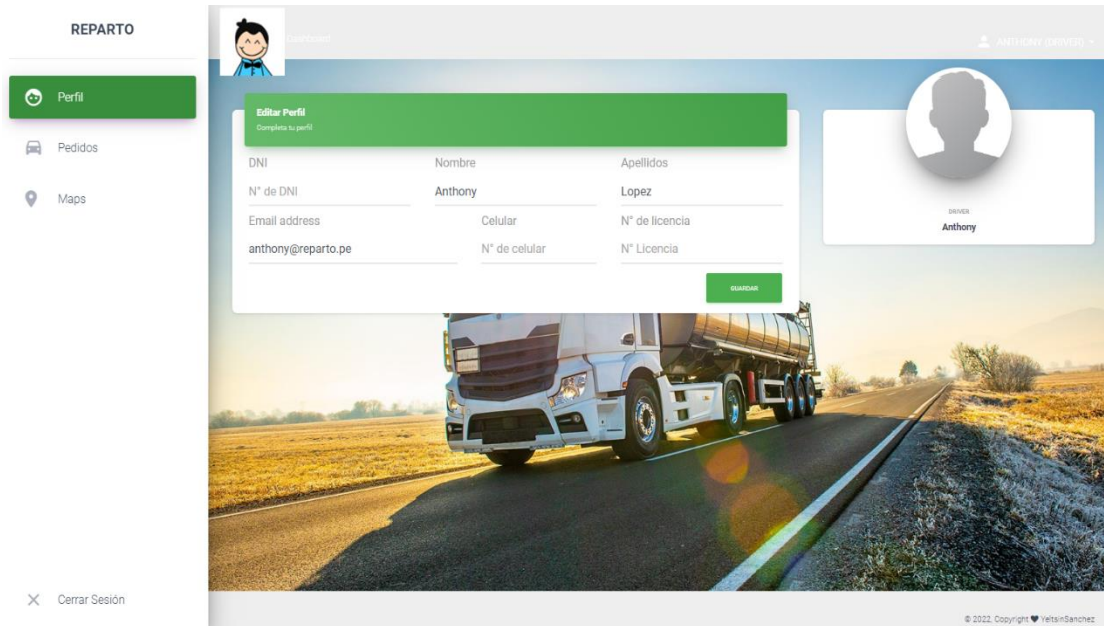 REPARTO
Dashboard
ANTHONY (DRIVER)
Perfil
Pedidos
Maps
Cerrar Sesión
Editar Perfil
Completa tu perfil
DNI Nombre Apellidos
N° de DNI Anthony Lopez
Email address Celular N° de licencia
anthony@reparto.pe N° de celular N° Licencia
GUARDAR
DRIVER
Anthony
© 2022, Copyright ♥ YeltsinSanchez